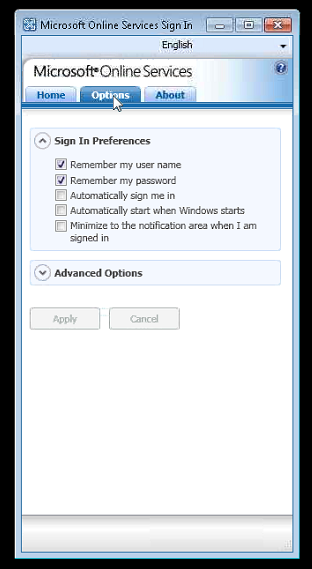 Microsoft Online Services Sign In
English
Microsoft® Online Services
Home Options About
Sign In Preferences
Remember my user name
Remember my password
Automatically sign me in
Automatically start when Windows starts
Minimize to the notification area when I am
signed in
Advanced Options
Apply Cancel